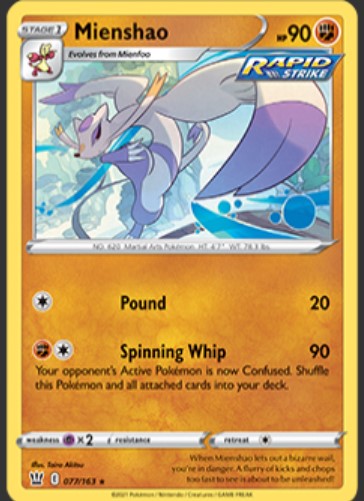 STAGE 1 Mienshao HP 90
Evolves from Mienfoo
RAPID
STRIKE
NO. 620 Martial Arts Pokémon HT: 4'7" WT: 78.3 lbs.
Pound 20
Spinning Whip 90
Your opponent's Active Pokémon is now Confused. Shuffle
this Pokémon and all attached cards into your deck.
weakness ×2 resistance retreat
Illus. Taira Akitsu
When Mienshao lets out a bizarre wail,
you're in danger. A flurry of kicks and chops
too fast to see is about to be unleashed!
077/163 ★
©2021 Pokémon / Nintendo / Creatures / GAME FREAK